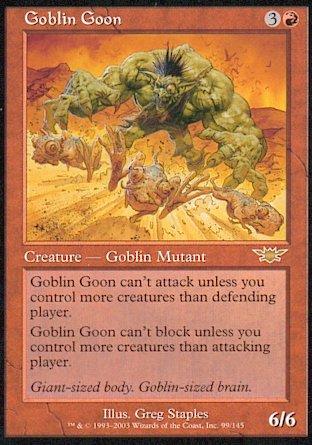 Goblin Goon 3
Creature — Goblin Mutant
Goblin Goon can't attack unless you
control more creatures than defending
player.
Goblin Goon can't block unless you
control more creatures than attacking
player.
Giant-sized body. Goblin-sized brain.
Illus. Greg Staples
™ & © 1993-2003 Wizards of the Coast, Inc. 99/145
6/6